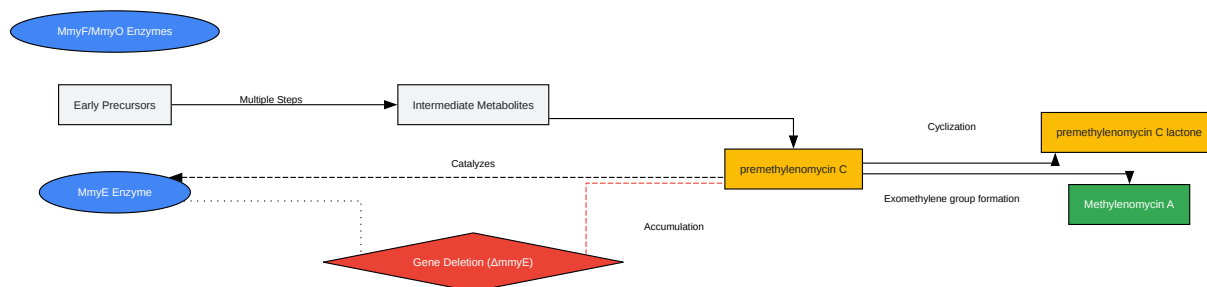 MmyF/MmyO Enzymes
Early Precursors
Multiple Steps
Intermediate Metabolites
Cyclization
premethylenomycin C lactone
Catalyzes
premethylenomycin C
MmyE Enzyme
Exomethylene group formation
Methylenomycin A
Accumulation
Gene Deletion (ΔmmyE)